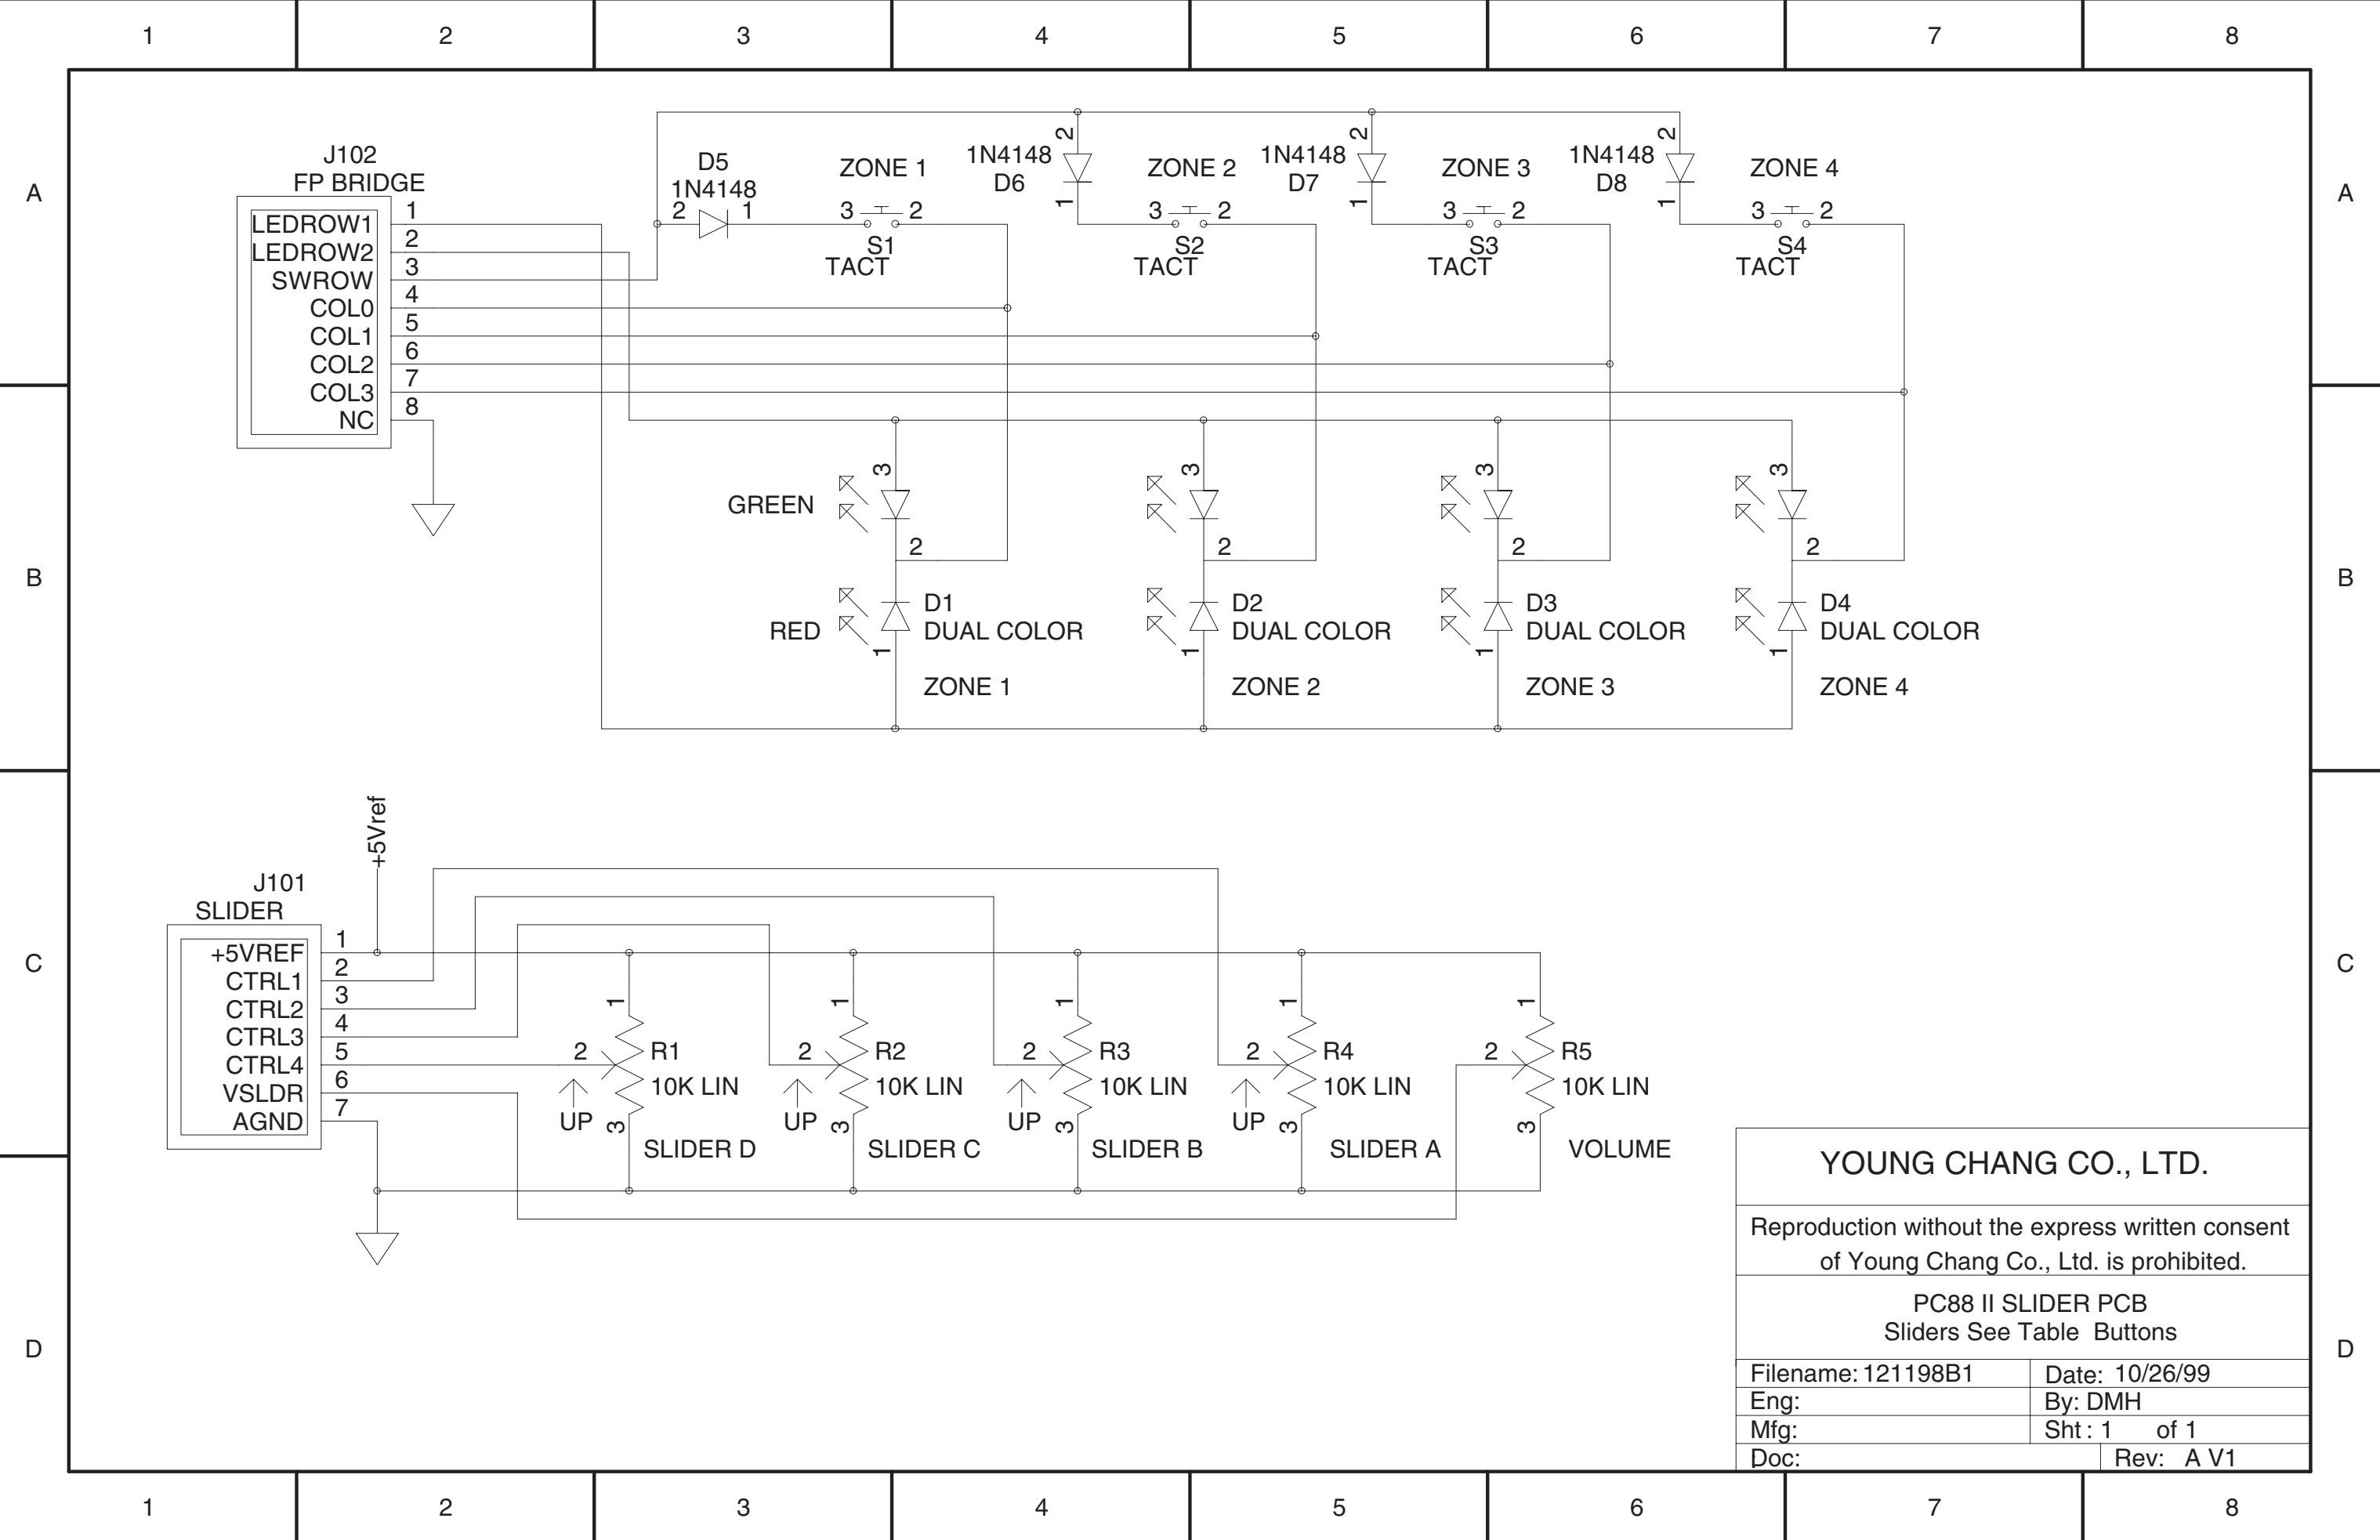 1 2 3 4 5 6 7 8
A A
B B
C C
D D
J102
FP BRIDGE
LEDROW1 1
LEDROW2 2
SWROW 3
COL0 4
COL1 5
COL2 6
COL3 7
NC 8
D5
1N4148
2 1
ZONE 1
3 2
S1
TACT
2
1N4148
D6
1
ZONE 2
3 2
S2
TACT
2
1N4148
D7
1
ZONE 3
3 2
S3
TACT
2
1N4148
D8
1
ZONE 4
3 2
S4
TACT
3
GREEN
2
D1
RED
DUAL COLOR
1
ZONE 1
3
2
D2
DUAL COLOR
1
ZONE 2
3
2
D3
DUAL COLOR
1
ZONE 3
3
2
D4
DUAL COLOR
1
ZONE 4
+5Vref
J101
SLIDER
+5VREF 1
CTRL1 2
CTRL2 3
CTRL3 4
CTRL4 5
VSLDR 6
AGND 7
1
2 R1
10K LIN
UP
3
SLIDER D
1
2 R2
10K LIN
UP
3
SLIDER C
1
2 R3
10K LIN
UP
3
SLIDER B
1
2 R4
10K LIN
UP
3
SLIDER A
1
2 R5
10K LIN
3
VOLUME
YOUNG CHANG CO., LTD.
Reproduction without the express written consent
of Young Chang Co., Ltd. is prohibited.
PC88 II SLIDER PCB
Sliders See Table Buttons
Filename: 121198B1 Date: 10/26/99
Eng: By: DMH
Mfg: Sht : 1 of 1
Doc: Rev: A V1
1 2 3 4 5 6 7 8